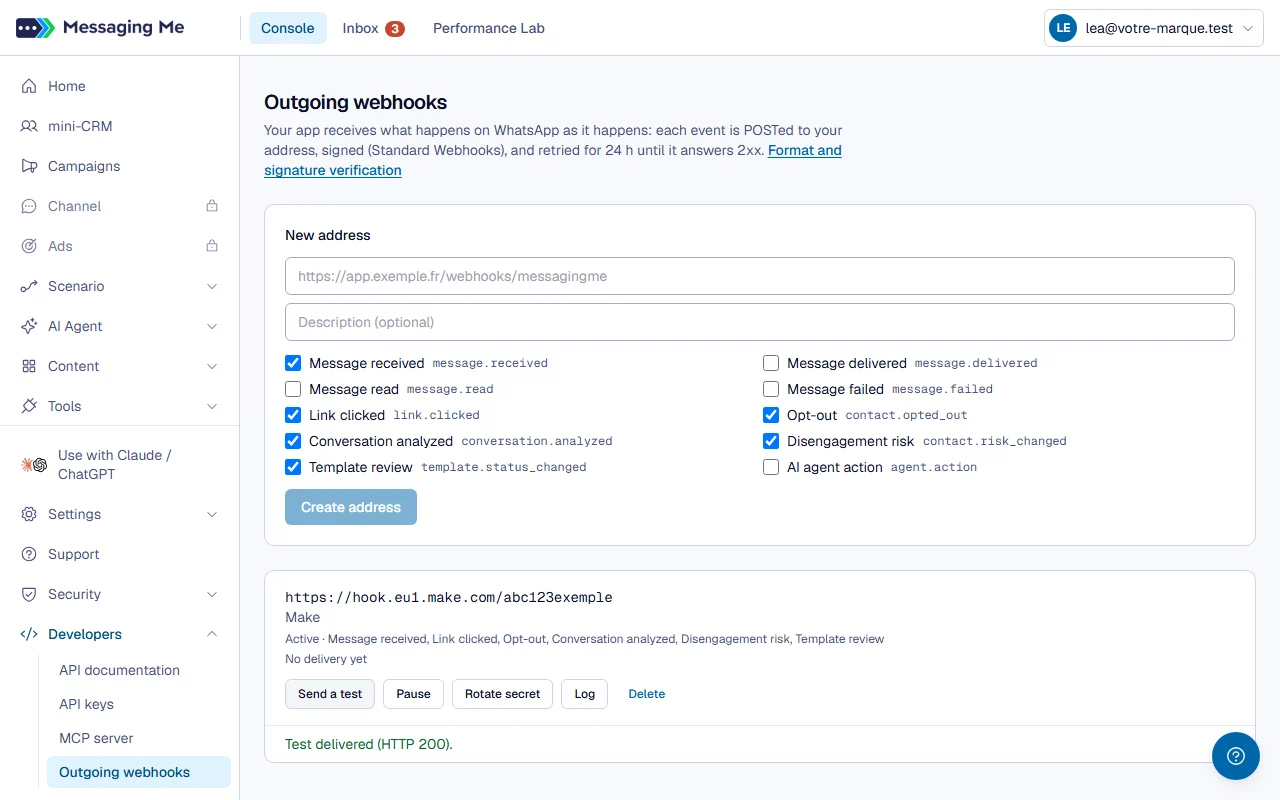 Messaging Me
Console
Inbox 3
Performance Lab
LE lea@votre-marque.test
Home
mini-CRM
Campaigns
Channel
Ads
Scenario
AI Agent
Content
Tools
Use with Claude /
ChatGPT
Settings
Support
Security
Developers
API documentation
API keys
MCP server
Outgoing webhooks
Outgoing webhooks
Your app receives what happens on WhatsApp as it happens: each event is POSTed to your
address, signed (Standard Webhooks), and retried for 24 h until it answers 2xx. Format and
signature verification
New address
https://app.exemple.fr/webhooks/messagingme
Description (optional)
Message received message.received
Message delivered message.delivered
Message read message.read
Message failed message.failed
Link clicked link.clicked
Opt-out contact.opted_out
Conversation analyzed conversation.analyzed
Disengagement risk contact.risk_changed
Template review template.status_changed
AI agent action agent.action
Create address
https://hook.eu1.make.com/abc123exemple
Make
Active · Message received, Link clicked, Opt-out, Conversation analyzed, Disengagement risk, Template review
No delivery yet
Send a test
Pause
Rotate secret
Log
Delete
Test delivered (HTTP 200).